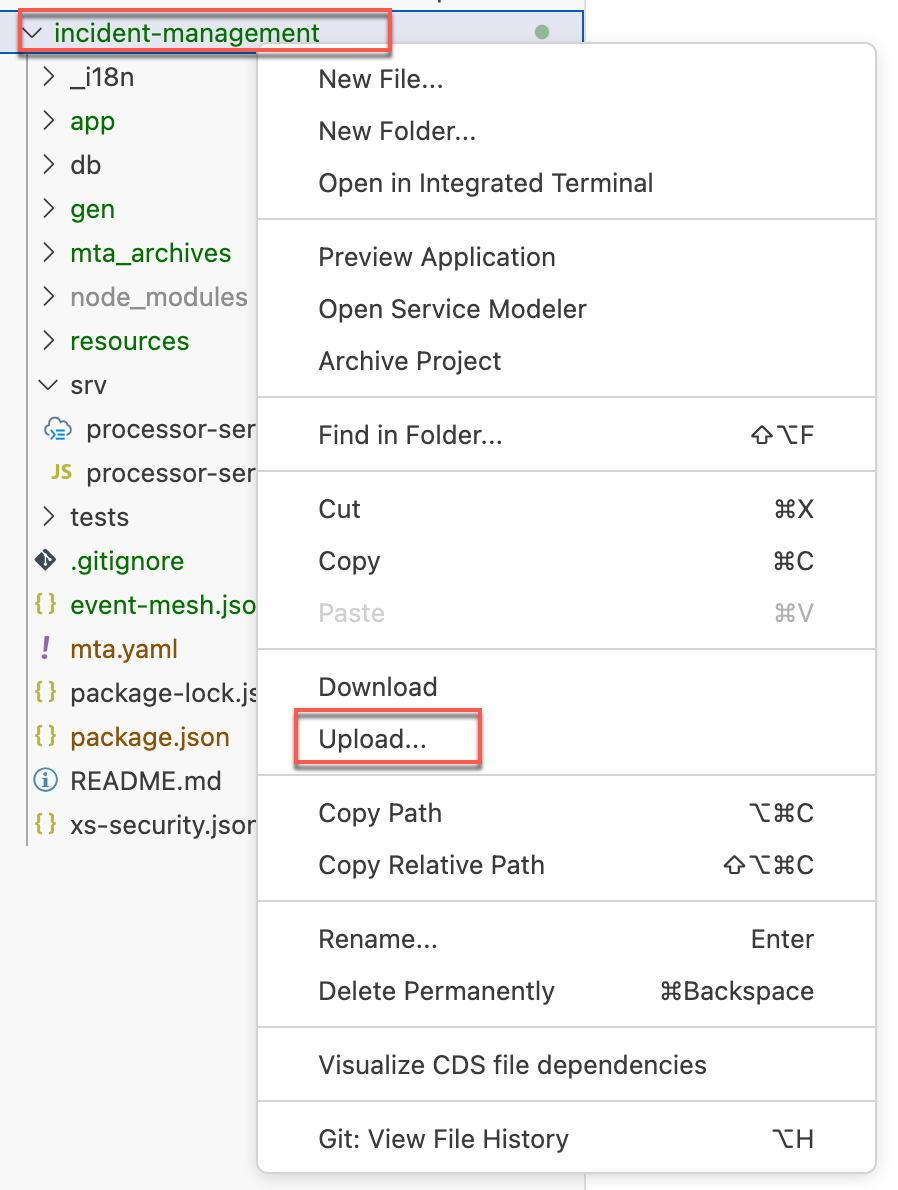 incident-management
_i18n
app
db
gen
mta_archives
node_modules
resources
srv
processor-ser
JS processor-ser
tests
.gitignore
{} event-mesh.jso
! mta.yaml
{} package-lock.js
{} package.json
README.md
{} xs-security.json
New File...
New Folder...
Open in Integrated Terminal
Preview Application
Open Service Modeler
Archive Project
Find in Folder... ⇧⌥F
Cut ⌘X
Copy ⌘C
Paste ⌘V
Download
Upload...
Copy Path ⌥⌘C
Copy Relative Path ⇧⌥⌘C
Rename... Enter
Delete Permanently ⌘Backspace
Visualize CDS file dependencies
Git: View File History ⌥H